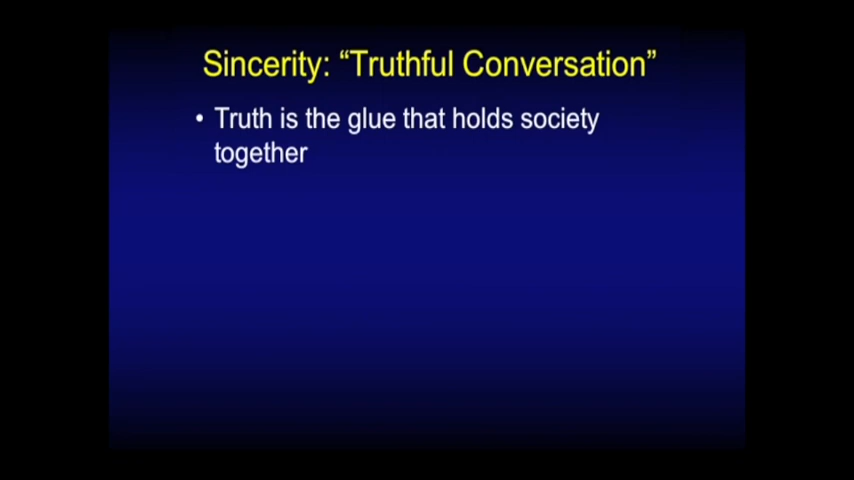 Sincerity: “Truthful Conversation”
• Truth is the glue that holds society
together